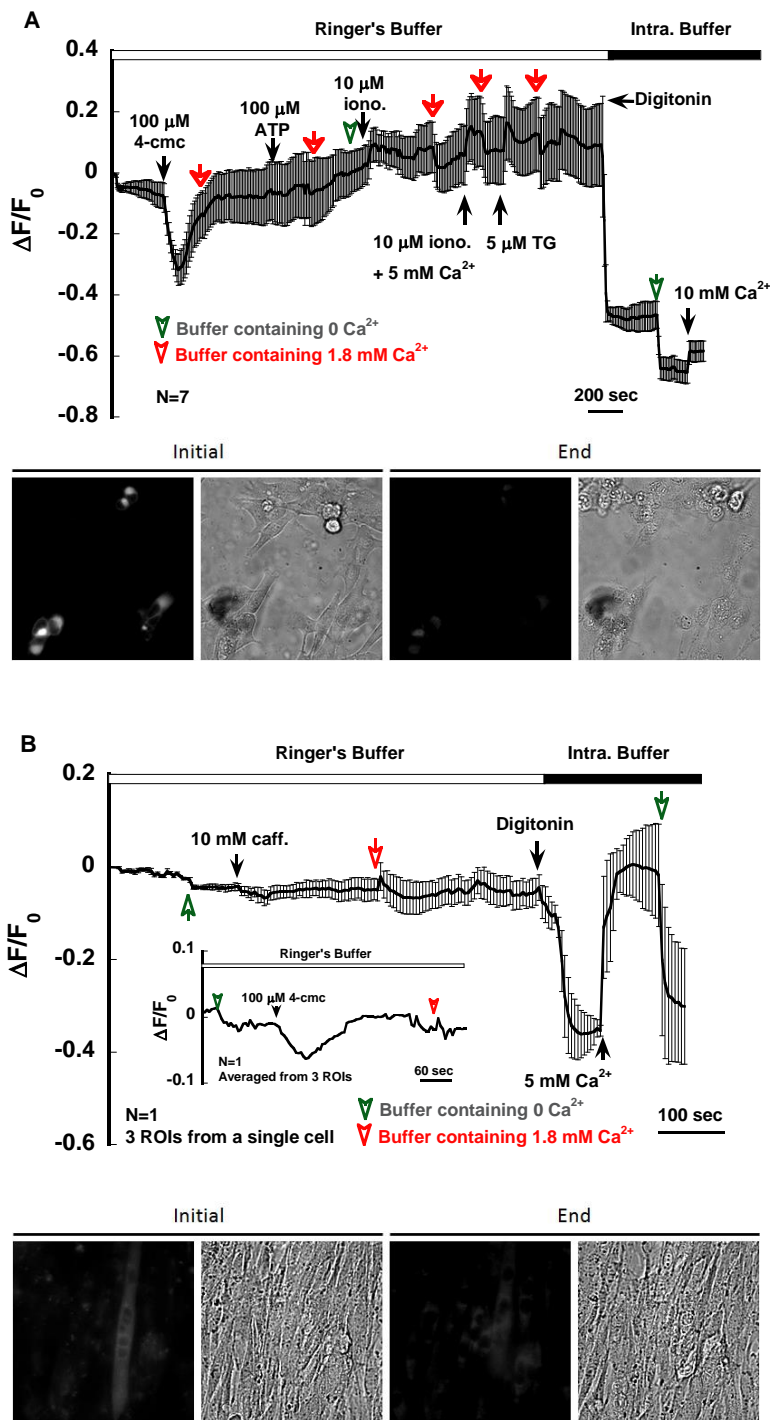 A
Ringer's Buffer
Intra. Buffer
0.4
0.2
0
-0.2
-0.4
-0.6
-0.8
ΔF/F₀
100 µM
4-cmc
100 µM
ATP
10 µM
iono.
Digitonin
10 µM iono.
+ 5 mM Ca²⁺
5 µM TG
10 mM Ca²⁺
Buffer containing 0 Ca²⁺
Buffer containing 1.8 mM Ca²⁺
N=7
200 sec
Initial
End
B
Ringer's Buffer
Intra. Buffer
0.2
0
-0.2
-0.4
-0.6
ΔF/F₀
10 mM caff.
Digitonin
5 mM Ca²⁺
0.1
0
-0.1
ΔF/F₀
Ringer's Buffer
100 µM 4-cmc
N=1
Averaged from 3 ROIs
60 sec
N=1
3 ROIs from a single cell
Buffer containing 0 Ca²⁺
Buffer containing 1.8 mM Ca²⁺
100 sec
Initial
End